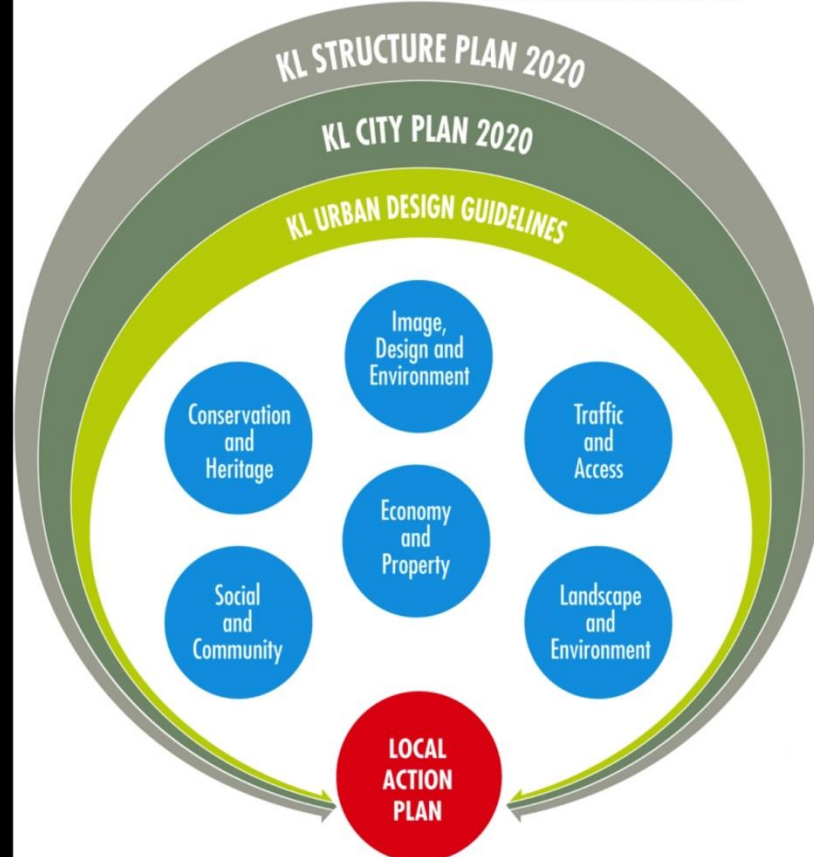 KL STRUCTURE PLAN 2020
KL CITY PLAN 2020
KL URBAN DESIGN GUIDELINES
Image,
Design and
Environment
Conservation
and
Heritage
Traffic
and
Access
Economy
and
Property
Social
and
Community
Landscape
and
Environment
LOCAL
ACTION
PLAN